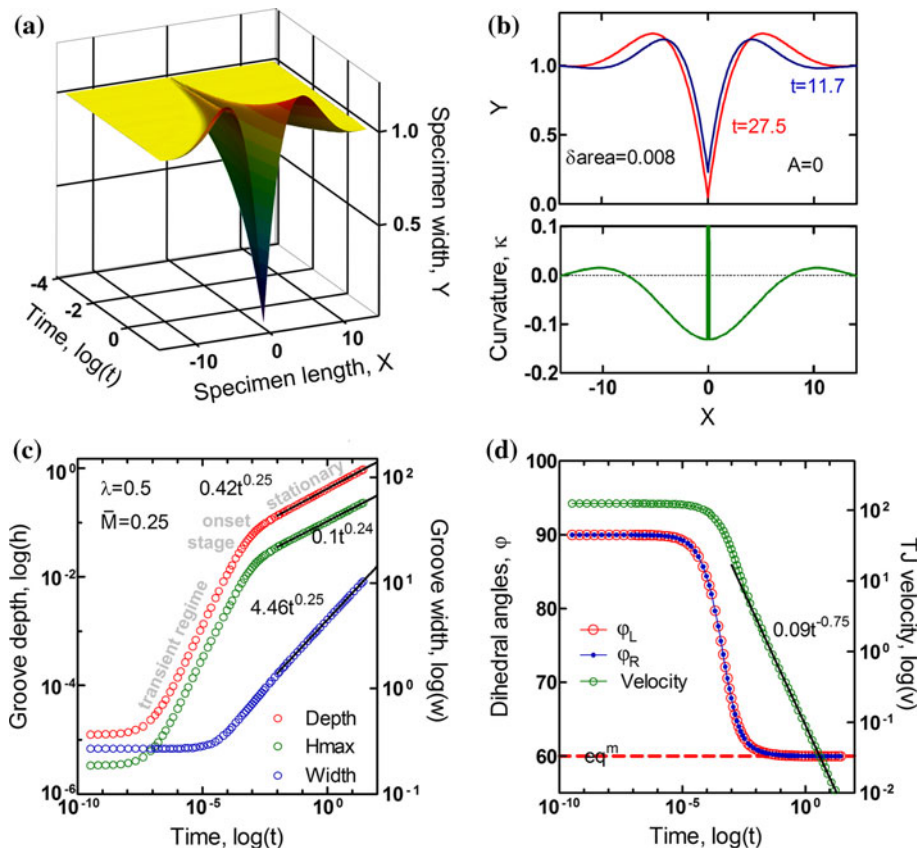 (a)
Specimen width, Y
1.0
0.5
-4
-2
0
Time, log(t)
-10
0
10
Specimen length, X
(b)
Y
1.0
0.5
0.0
t=11.7
t=27.5
δarea=0.008
A=0
Curvature, κ
0.1
0.0
-0.1
-0.2
-10
0
10
X
(c)
Groove depth, log(h)
10^0
10^-2
10^-4
10^-6
λ=0.5
M̄=0.25
0.42t^0.25
stationary
onset
stage
0.1t^0.24
transient regime
4.46t^0.25
Depth
Hmax
Width
10^2
10^1
10^0
10^-1
Groove width, log(w)
10^-10
10^-5
10^0
Time, log(t)
(d)
Dihedral angles, φ
100
90
80
70
60
φL
φR
Velocity
0.09t^-0.75
eq^m
10^2
10^1
10^0
10^-1
10^-2
TJ velocity, log(v)
10^-10
10^-5
10^0
Time, log(t)